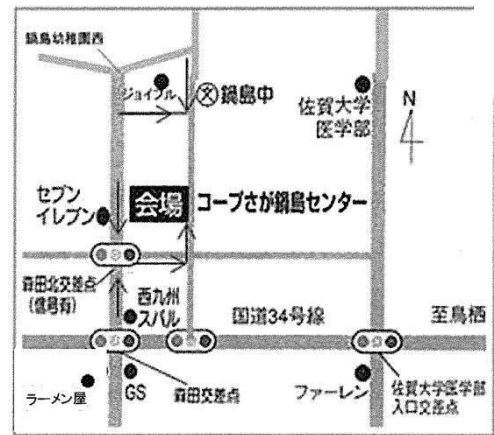 鍋島幼稚園西
ジョイフル
㊛鍋島中
佐賀大学
医学部
N
セブン
イレブン
会場
コープさが鍋島センター
森田北交差点
(信号有)
西九州
スバル
国道34号線
至鳥栖
ラーメン屋
GS
森田交差点
ファーレン
佐賀大学医学部
入口交差点